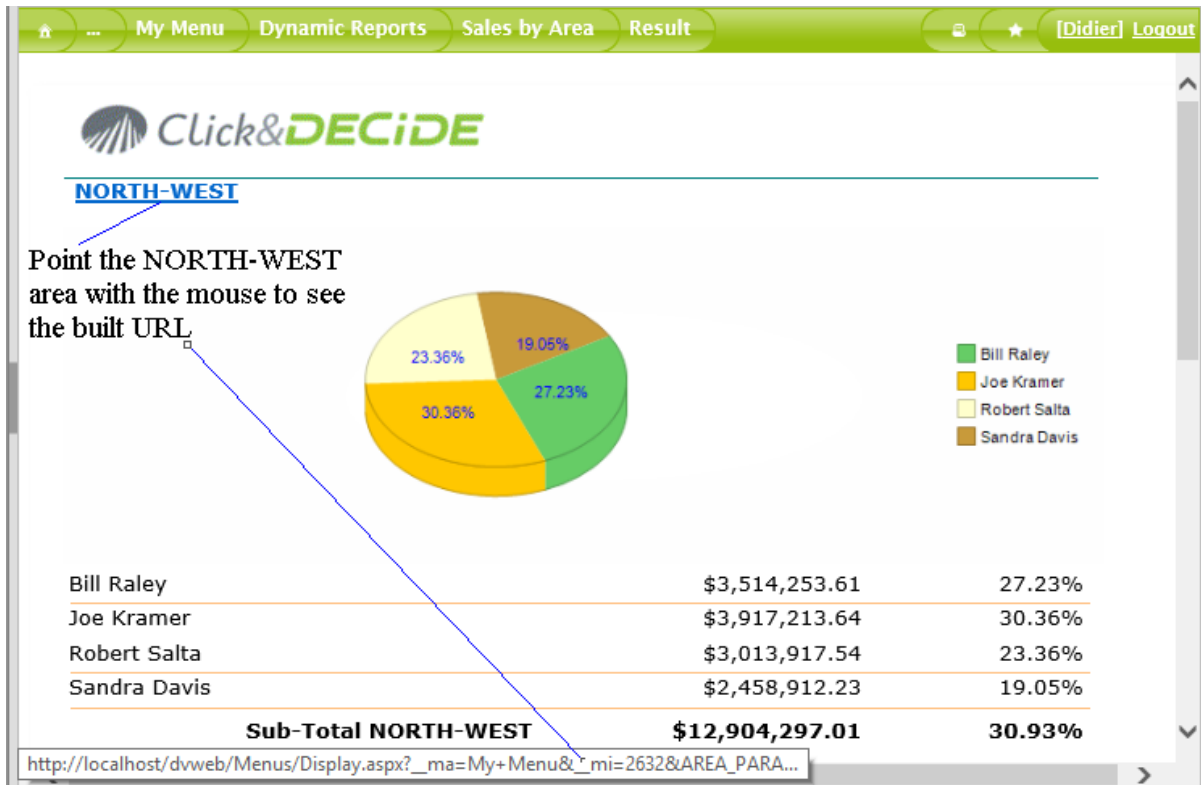 ... My Menu Dynamic Reports Sales by Area Result [Didier] Logout
Click&DECiDE
NORTH-WEST
Point the NORTH-WEST
area with the mouse to see
the built URL
23.36%
19.05%
27.23%
30.36%
Bill Raley
Joe Kramer
Robert Salta
Sandra Davis
Bill Raley $3,514,253.61 27.23%
Joe Kramer $3,917,213.64 30.36%
Robert Salta $3,013,917.54 23.36%
Sandra Davis $2,458,912.23 19.05%
Sub-Total NORTH-WEST $12,904,297.01 30.93%
http://localhost/dvweb/Menus/Display.aspx?__ma=My+Menu&__mi=2632&AREA_PARA...